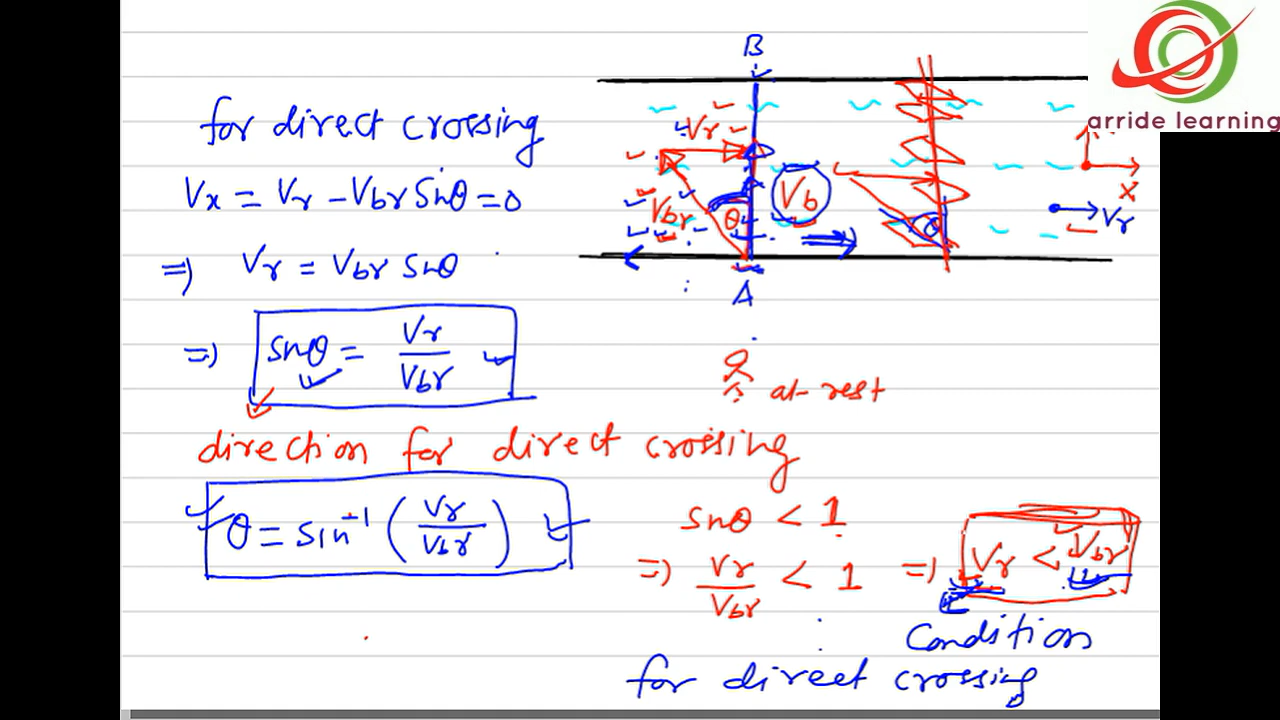 B
arride learning
for direct crossing
Vx = Vr - Vbr Sinθ = 0
=) Vr = Vbr Sinθ
=) Sinθ = Vr / Vbr
Vr
Vbr
θ
Vb
θ
x
Vr
A
at rest
direction for direct crossing
θ = sin⁻¹ (Vr / Vbr)
sinθ < 1
=) Vr / Vbr < 1 =) Vr < Vbr
Condition
for direct crossing